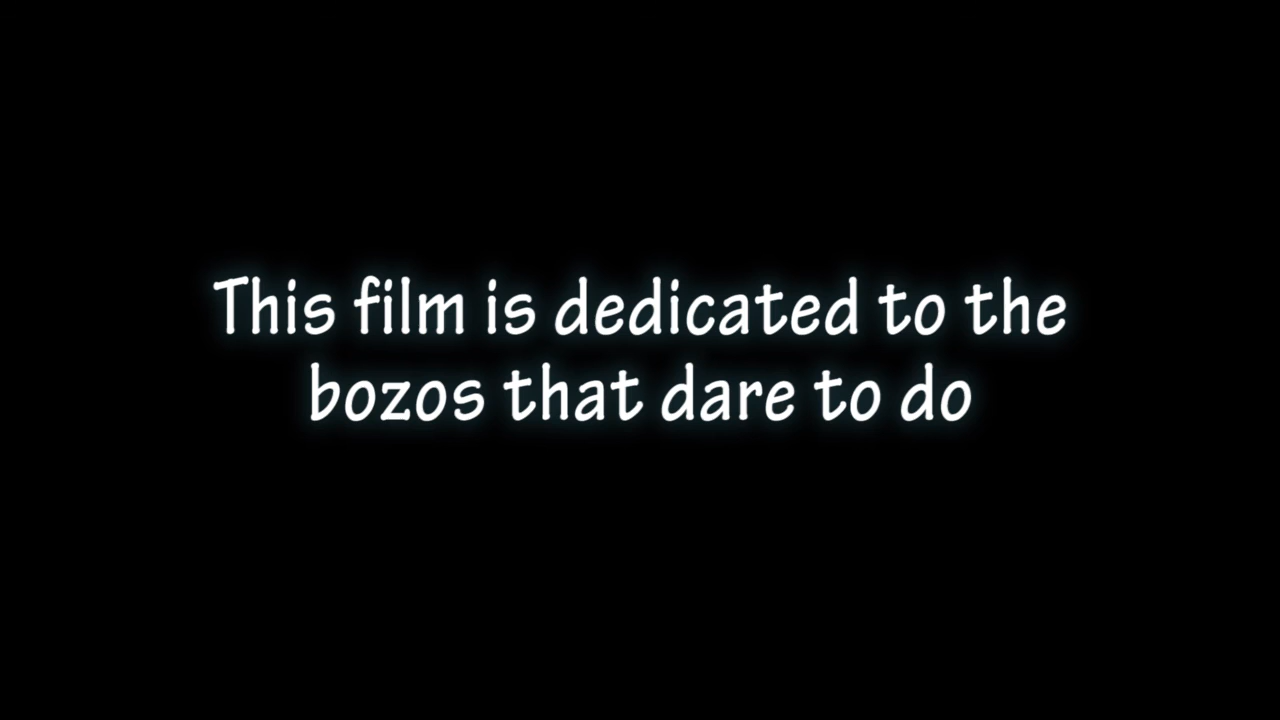 This film is dedicated to the
bozos that dare to do